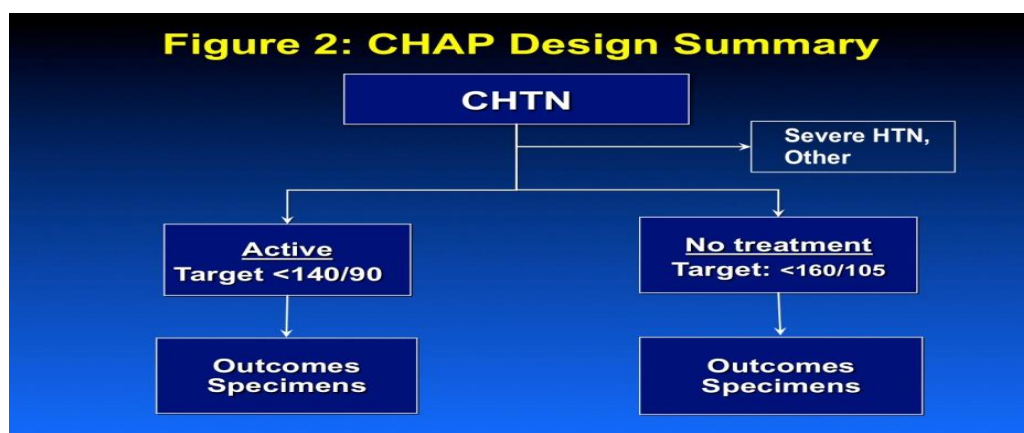 Figure 2: CHAP Design Summary
CHTN
Severe HTN,
Other
Active
Target <140/90
No treatment
Target: <160/105
Outcomes
Specimens
Outcomes
Specimens